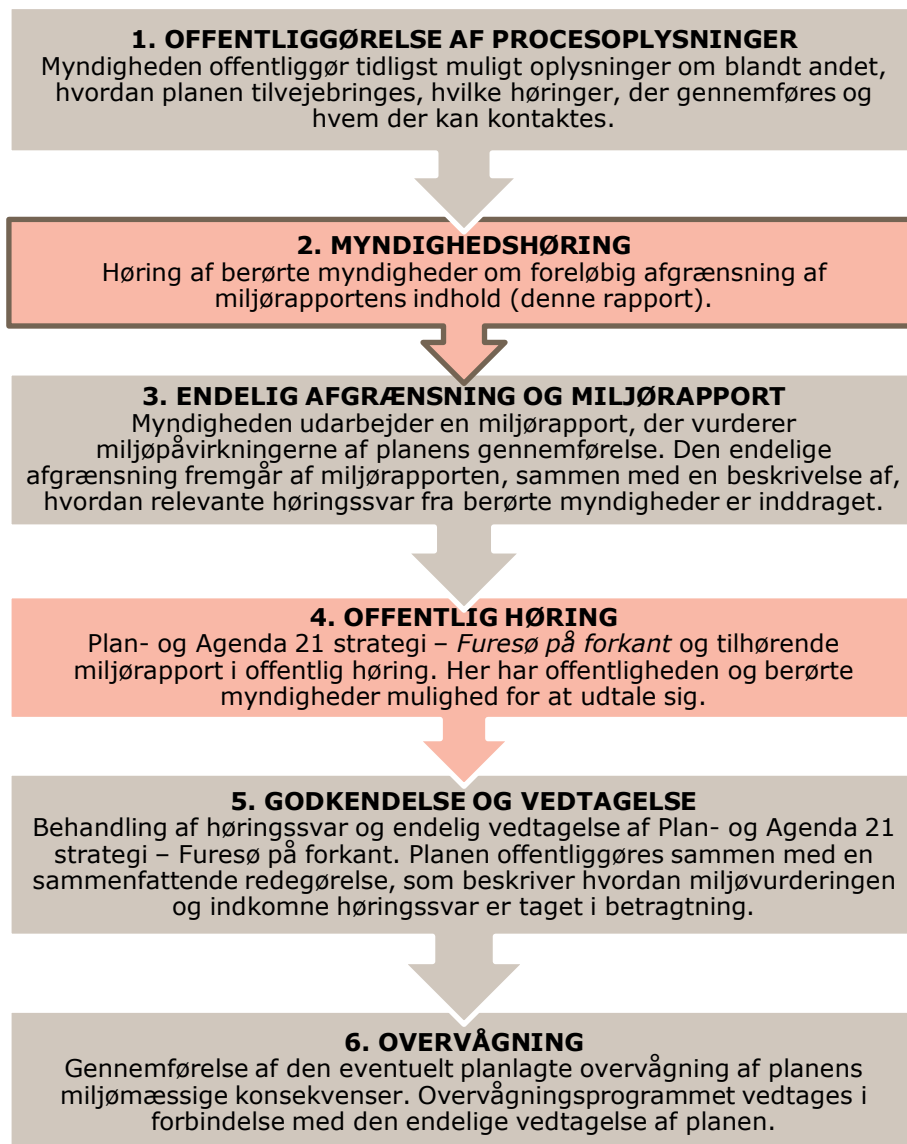 1. OFFENTLIGGØRELSE AF PROCESOPLYSNINGER
Myndigheden offentliggør tidligst muligt oplysninger om blandt andet,
hvordan planen tilvejebringes, hvilke høringer, der gennemføres og
hvem der kan kontaktes.
2. MYNDIGHEDSHØRING
Høring af berørte myndigheder om foreløbig afgrænsning af
miljørapportens indhold (denne rapport).
3. ENDELIG AFGRÆNSNING OG MILJØRAPPORT
Myndigheden udarbejder en miljørapport, der vurderer
miljøpåvirkningerne af planens gennemførelse. Den endelige
afgrænsning fremgår af miljørapporten, sammen med en beskrivelse af,
hvordan relevante høringssvar fra berørte myndigheder er inddraget.
4. OFFENTLIG HØRING
Plan- og Agenda 21 strategi – Furesø på forkant og tilhørende
miljørapport i offentlig høring. Her har offentligheden og berørte
myndigheder mulighed for at udtale sig.
5. GODKENDELSE OG VEDTAGELSE
Behandling af høringssvar og endelig vedtagelse af Plan- og Agenda 21
strategi – Furesø på forkant. Planen offentliggøres sammen med en
sammenfattende redegørelse, som beskriver hvordan miljøvurderingen
og indkomne høringssvar er taget i betragtning.
6. OVERVÅGNING
Gennemførelse af den eventuelt planlagte overvågning af planens
miljømæssige konsekvenser. Overvågningsprogrammet vedtages i
forbindelse med den endelige vedtagelse af planen.